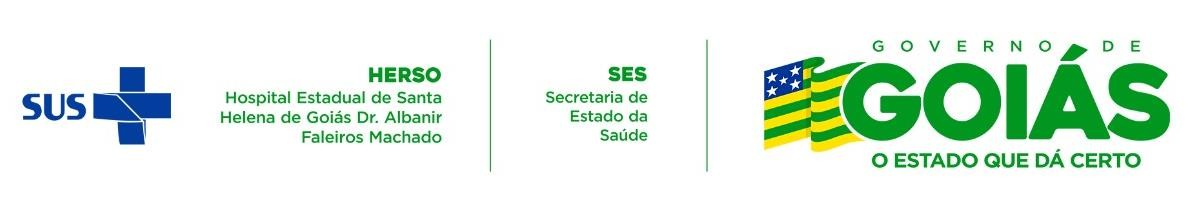 SUS
HERSO
Hospital Estadual de Santa
Helena de Goiás Dr. Albanir
Faleiros Machado
SES
Secretaria de
Estado da
Saúde
GOVERNO DE
GOIÁS
O ESTADO QUE DÁ CERTO